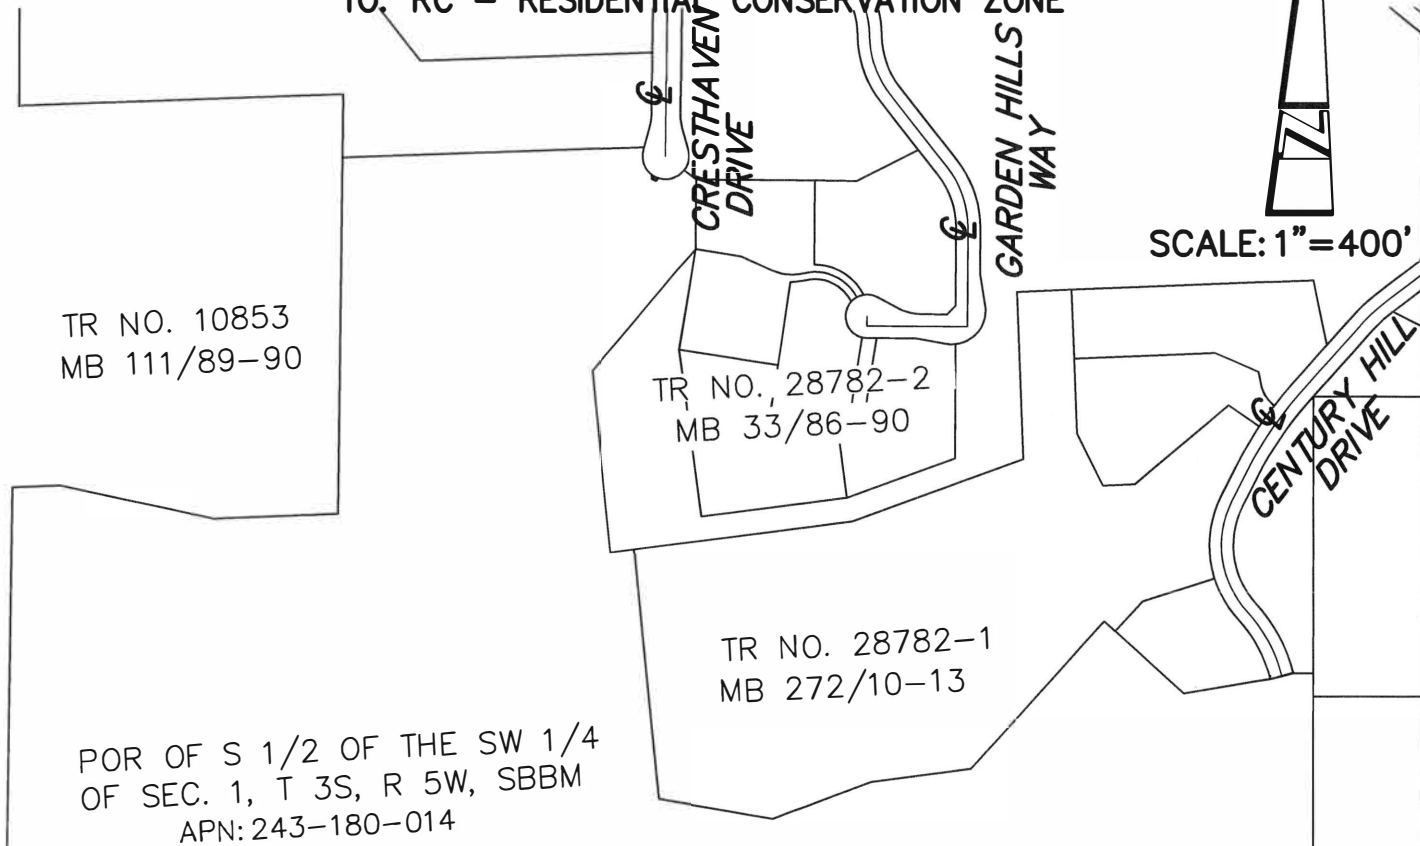 TO: RC – RESIDENTIAL CONSERVATION ZONE
CRESTHAVEN
DRIVE
GARDEN HILLS
WAY
N
SCALE: 1"=400'
TR NO. 10853
MB 111/89–90
TR NO. 28782–2
MB 33/86–90
CENTURY HILL
DRIVE
TR NO. 28782–1
MB 272/10–13
POR OF S 1/2 OF THE SW 1/4
OF SEC. 1, T 3S, R 5W, SBBM
APN: 243–180–014
℄
℄
℄